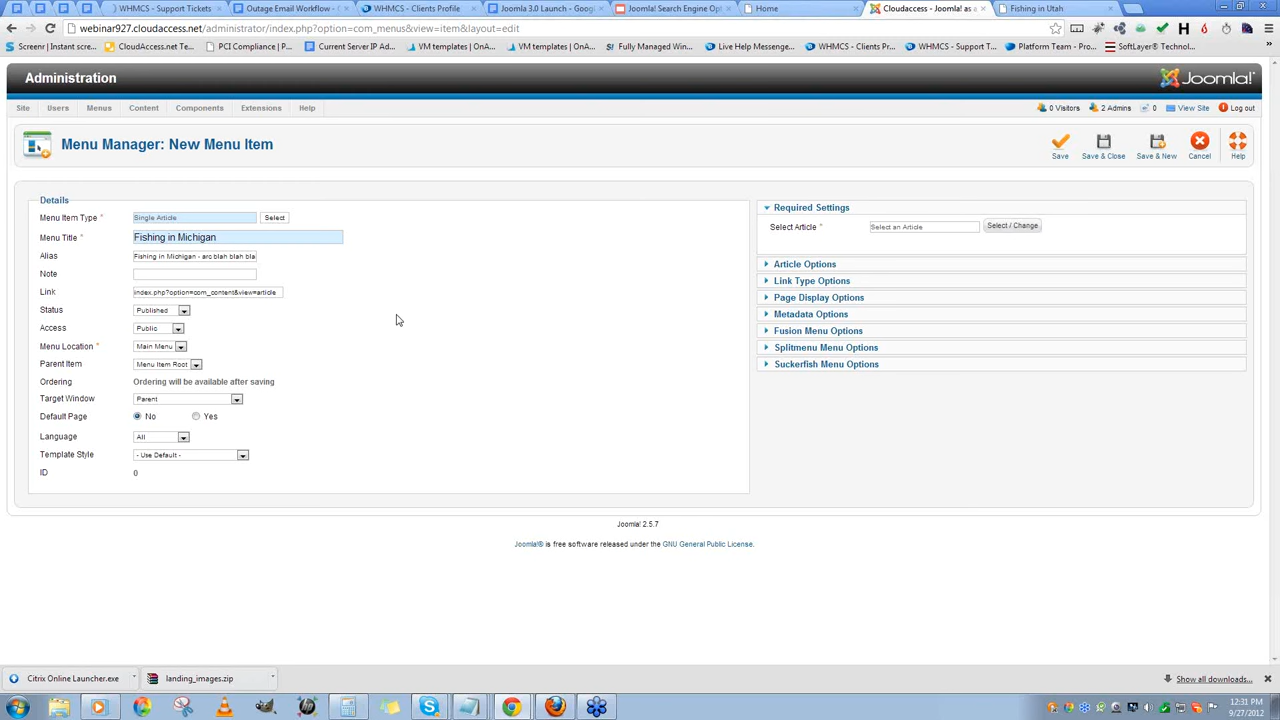 WHMCS - Support Tickets
Outage Email Workflow -
WHMCS - Clients Profile
Joomla 3.0 Launch - Goog
Joomla! Search Engine Op
Home
Cloudaccess - Joomla! as a
Fishing in Utah
webinar927.cloudaccess.net/administrator/index.php?option=com_menus&view=item&layout=edit
Screenr | Instant scree...
CloudAccess.net Te...
PCI Compliance - ...
Current Server IP Ad...
VM templates / OnA...
VM templates / OnA...
Fully Managed Win...
Live Help Messenge...
WHMCS - Clients Pr...
WHMCS - Support T...
Platform Team - Pro...
SoftLayer® Technol...
Administration
Joomla!
Site Users Menus Content Components Extensions Help
0 Visitors 2 Admins 0 View Site Log out
Menu Manager: New Menu Item
Save Save & Close Save & New Cancel Help
Details
Menu Item Type * Single Article Select
Menu Title * Fishing in Michigan
Alias Fishing in Michigan - arc blah blah bla
Note
Link index.php?option=com_content&view=article
Status Published
Access Public
Menu Location * Main Menu
Parent Item Menu Item Root
Ordering Ordering will be available after saving
Target Window Parent
Default Page No Yes
Language All
Template Style - Use Default -
ID 0
Required Settings
Select Article * Select an Article Select / Change
Article Options
Link Type Options
Page Display Options
Metadata Options
Fusion Menu Options
Splitmenu Menu Options
Suckerfish Menu Options
Joomla! 2.5.7
Joomla!® is free software released under the GNU General Public License.
Citrix Online Launcher.exe
landing_images.zip
Show all downloads...
12:31 PM
9/27/2012